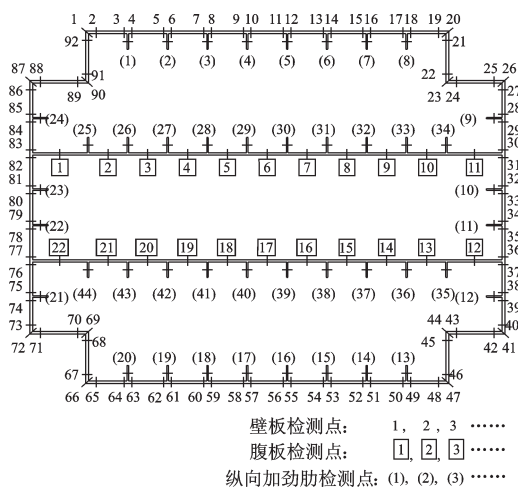 1 2 3 4 5 6 7 8 9 10 11 12 13 14 15 16 17 18 19 20
92 (1) (2) (3) (4) (5) (6) (7) (8) 21
87 88 91 22 25 26
86 89 90 23 24 27
85 28
84 (24) (9) 29
83 (25) (26) (27) (28) (29) (30) (31) (32) (33) (34) 30
82 1 2 3 4 5 6 7 8 9 10 11 31
81 (23) (10) 32
80 33
79 (22) (11) 34
78 35
77 22 21 20 19 18 17 16 15 14 13 12 36
76 (44) (43) (42) (41) (40) (39) (38) (37) (36) (35) 37
75 (21) (12) 38
74 39
73 70 69 44 43 40
72 71 68 45 42 41
67 (20) (19) (18) (17) (16) (15) (14) (13) 46
66 65 64 63 62 61 60 59 58 57 56 55 54 53 52 51 50 49 48 47
壁板检测点： 1, 2, 3 ……
腹板检测点： 1, 2, 3 ……
纵向加劲肋检测点：(1), (2), (3) ……